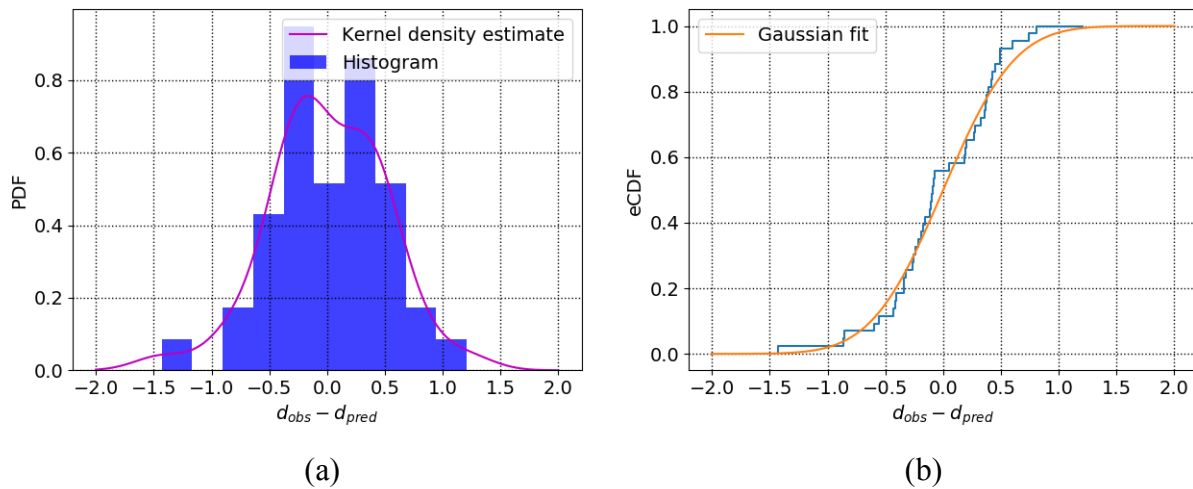 Kernel density estimate
Histogram
PDF
0.8
0.6
0.4
0.2
0.0
−2.0 −1.5 −1.0 −0.5 0.0 0.5 1.0 1.5 2.0
d_obs − d_pred
(a)
Gaussian fit
eCDF
1.0
0.8
0.6
0.4
0.2
0.0
−2.0 −1.5 −1.0 −0.5 0.0 0.5 1.0 1.5 2.0
d_obs − d_pred
(b)